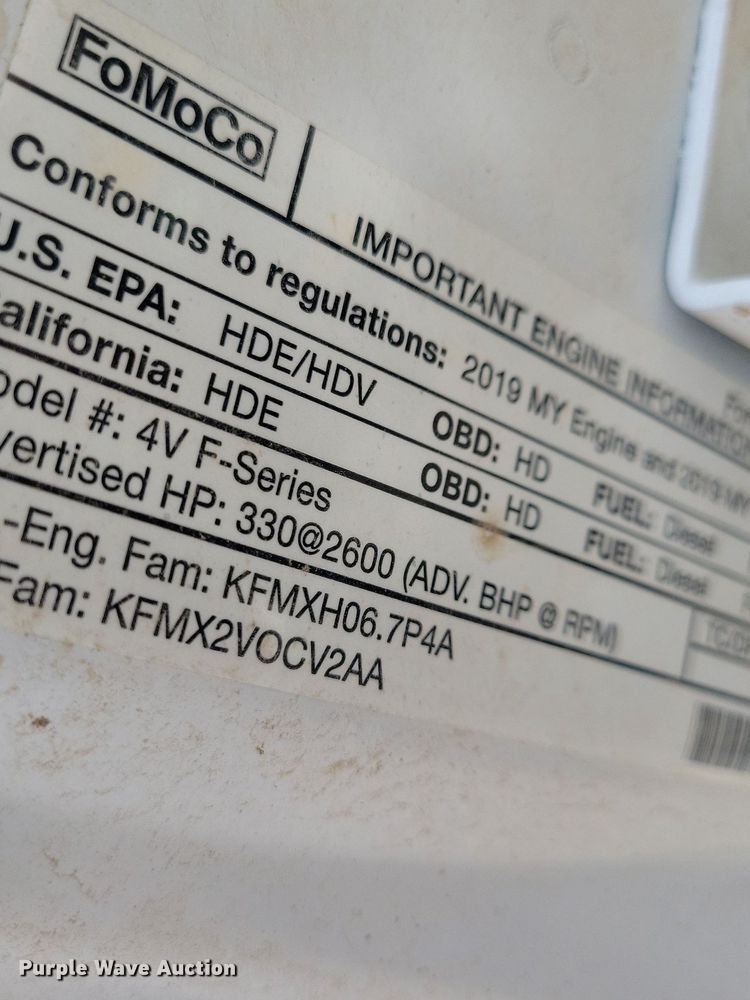 FoMoCo
IMPORTANT ENGINE INFORMATION
Conforms to regulations: 2019 MY Engine and 2019 MY
U.S. EPA: HDE/HDV OBD: HD FUEL: Diesel
alifornia: HDE OBD: HD FUEL: Diesel
odel #: 4V F-Series
vertised HP: 330@2600 (ADV. BHP @ RPM)
-Eng. Fam: KFMXH06.7P4A
Fam: KFMX2VOCV2AA
Purple Wave Auction